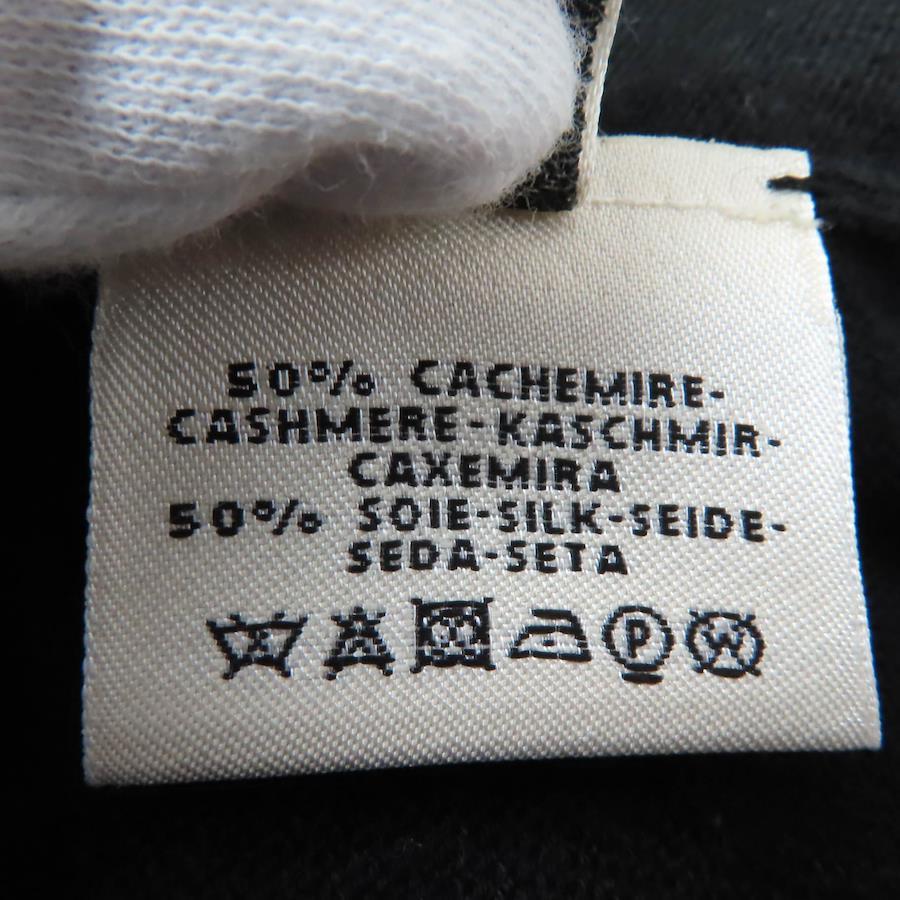 50% CACHEMIRE-
CASHMERE-KASCHMIR-
CAXEMIRA
50% SOIE-SILK-SEIDE-
SEDA-SETA
P W